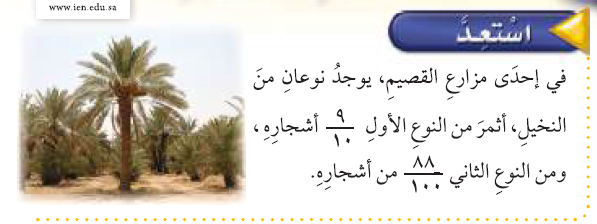 www.ien.edu.sa
اسْتَعِدَّ
في إحدَى مزارعِ القصيمِ، يوجدُ نوعانِ منَ
النخيلِ، أثمرَ من النوعِ الأولِ ٩/١٠ أشجارِهِ،
ومن النوعِ الثاني ٨٨/١٠٠ من أشجارِهِ.